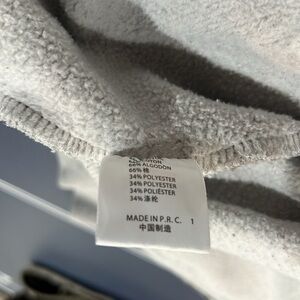 66% ALGODÓN
66% 棉
34% POLYESTER
34% POLYESTER
34% POLIÉSTER
34% 涤纶
MADE IN P.R.C. 1
中国制造